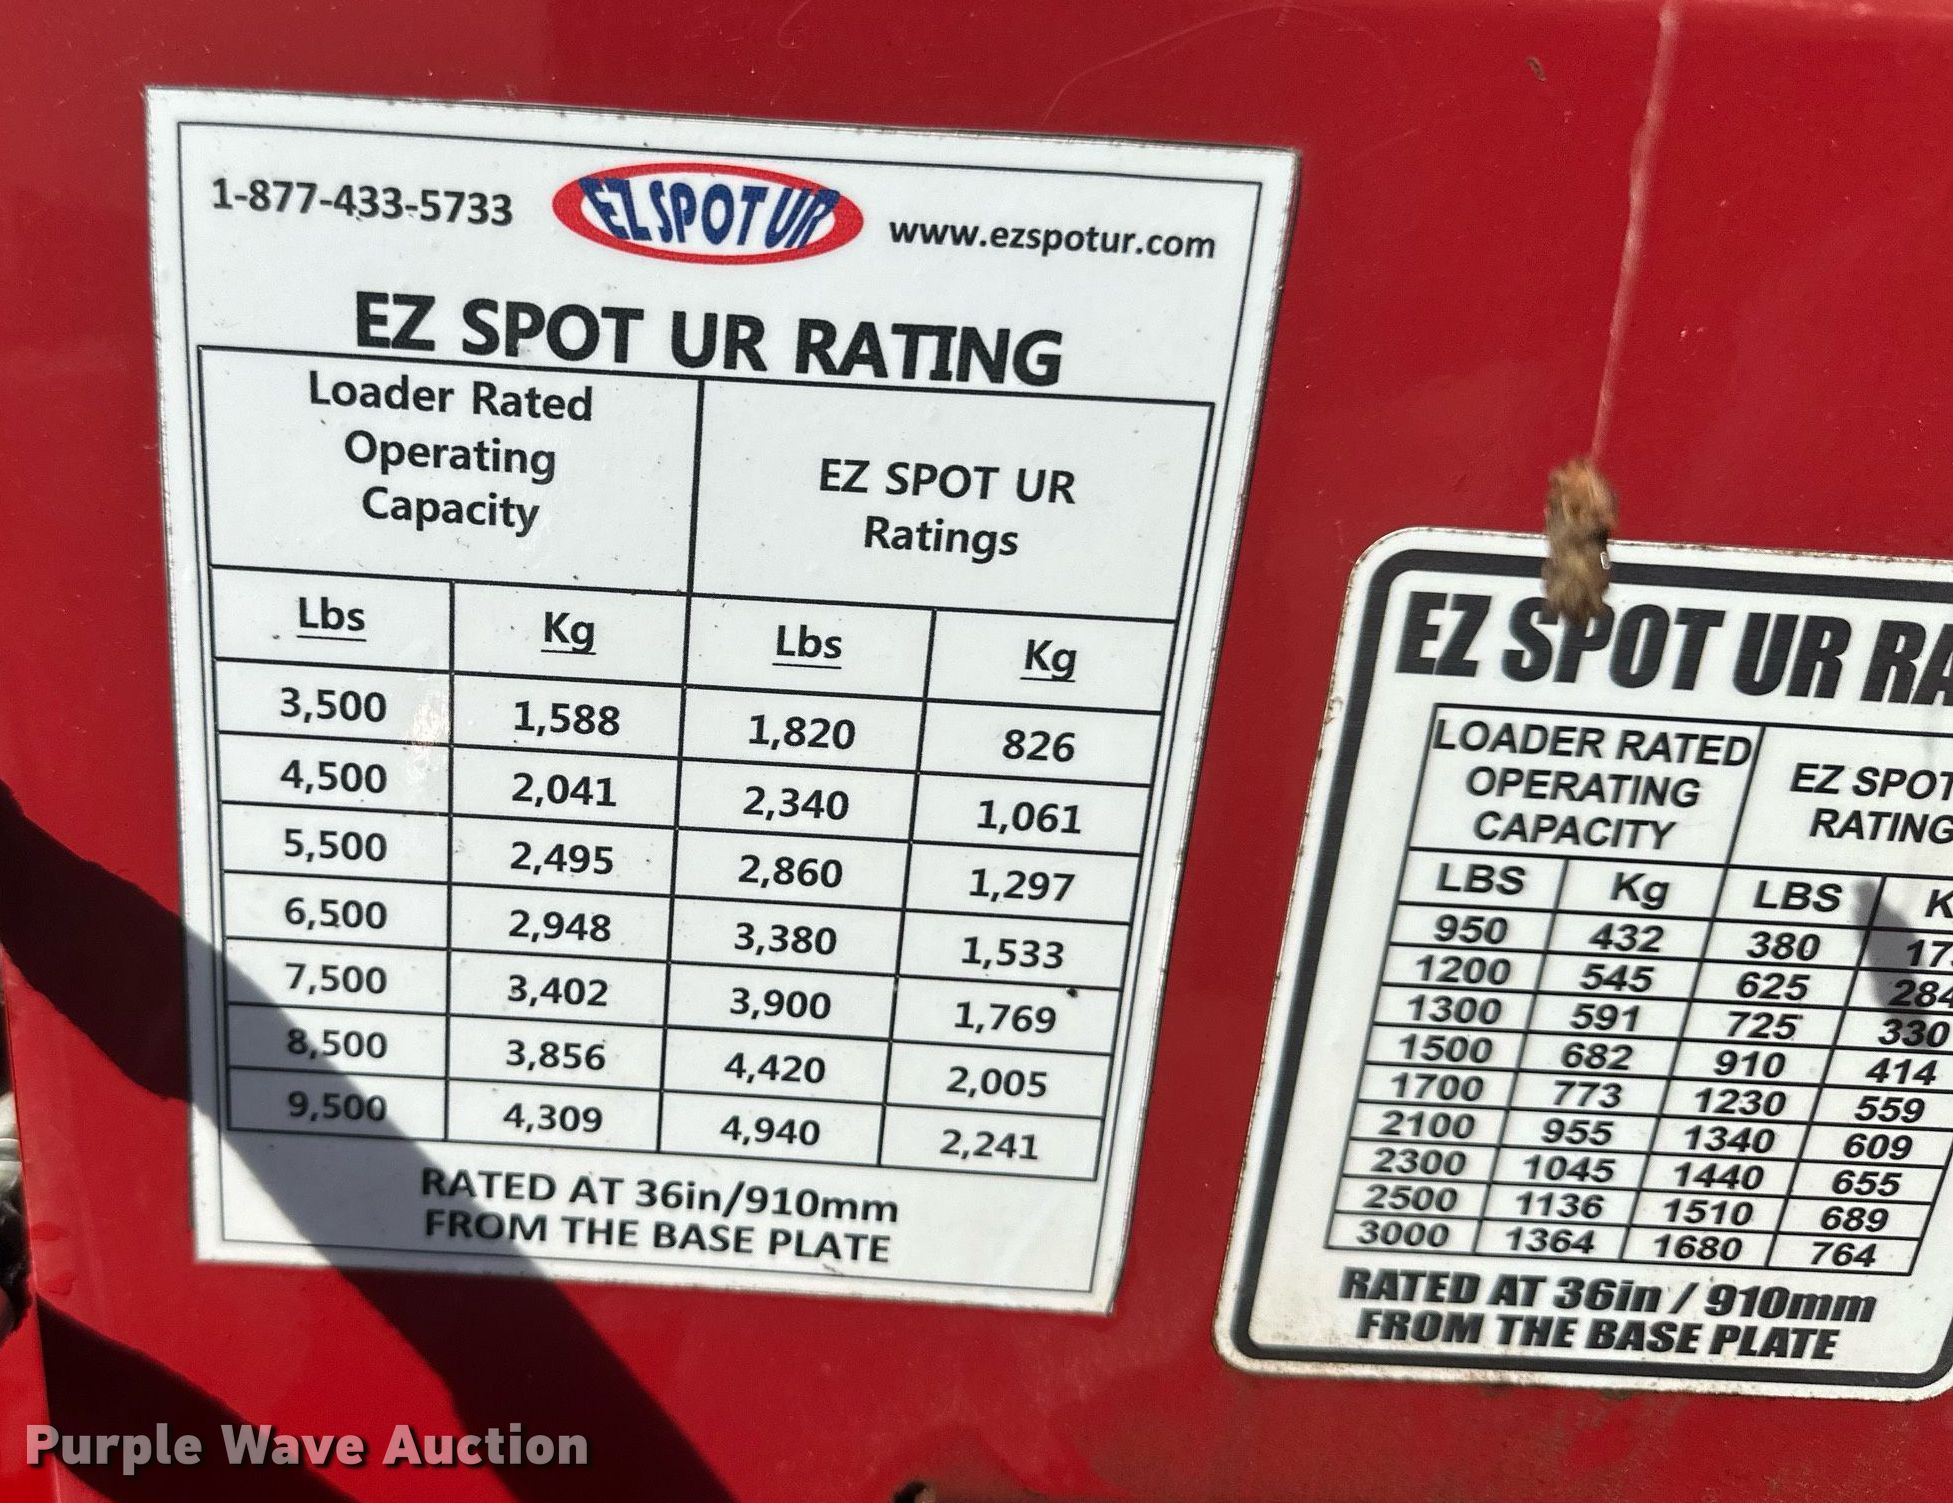 1-877-433-5733 EZ SPOT UR www.ezspotur.com
EZ SPOT UR RATING
Loader Rated
Operating
Capacity
EZ SPOT UR
Ratings
Lbs Kg Lbs Kg
3,500 1,588 1,820 826
4,500 2,041 2,340 1,061
5,500 2,495 2,860 1,297
6,500 2,948 3,380 1,533
7,500 3,402 3,900 1,769
8,500 3,856 4,420 2,005
9,500 4,309 4,940 2,241
RATED AT 36in/910mm
FROM THE BASE PLATE
EZ SPOT UR RA
LOADER RATED
OPERATING
CAPACITY
EZ SPOT
RATING
LBS Kg LBS K
950 432 380 17
1200 545 625 284
1300 591 725 330
1500 682 910 414
1700 773 1230 559
2100 955 1340 609
2300 1045 1440 655
2500 1136 1510 689
3000 1364 1680 764
RATED AT 36in / 910mm
FROM THE BASE PLATE
Purple Wave Auction